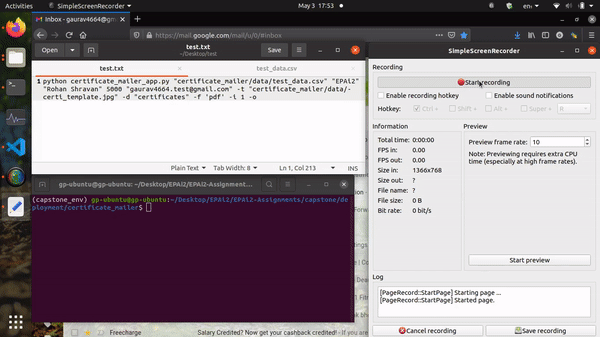 Activities
SimpleScreenRecorder
May 3 17:53
en
Inbox - gaurav4664@gm
https://mail.google.com/mail/u/0/#inbox
Open
test.txt
~/Desktop/test
Save
test.txt
test_data.csv
1 python certificate_mailer_app.py "certificate_mailer/data/test_data.csv" "EPAi2"
"Rohan Shravan" 5000 "gaurav4664.test@gmail.com" -t "certificate_mailer/data/-
certi_template.jpg" -d "certificates" -f 'pdf' -i 1 -o
Plain Text
Tab Width: 8
Ln 1, Col 213
INS
gp-ubuntu@gp-ubuntu: ~/Desktop/EPAi2/EPAi2-Assignments/capst...
(capstone_env) gp-ubuntu@gp-ubuntu:~/Desktop/EPAi2/EPAi2-Assignments/capstone/de
ployment/certificate_mailer$
Freecharge
Salary Credited? Now get your cashback credited!
SimpleScreenRecorder
Recording
Start recording
Enable recording hotkey
Enable sound notifications
Hotkey:
Ctrl +
Shift +
Alt +
Super +
R
Information
Total time: 0:00:00
FPS in: 0.00
FPS out: 0.00
Size in: 1366x768
Size out: ?
File name: ?
File size: 0 B
Bit rate: 0 bit/s
Preview
Preview frame rate: 10
Note: Previewing requires extra CPU
time (especially at high frame rates).
Start preview
Log
[PageRecord::StartPage] Starting page ...
[PageRecord::StartPage] Started page.
Cancel recording
Save recording